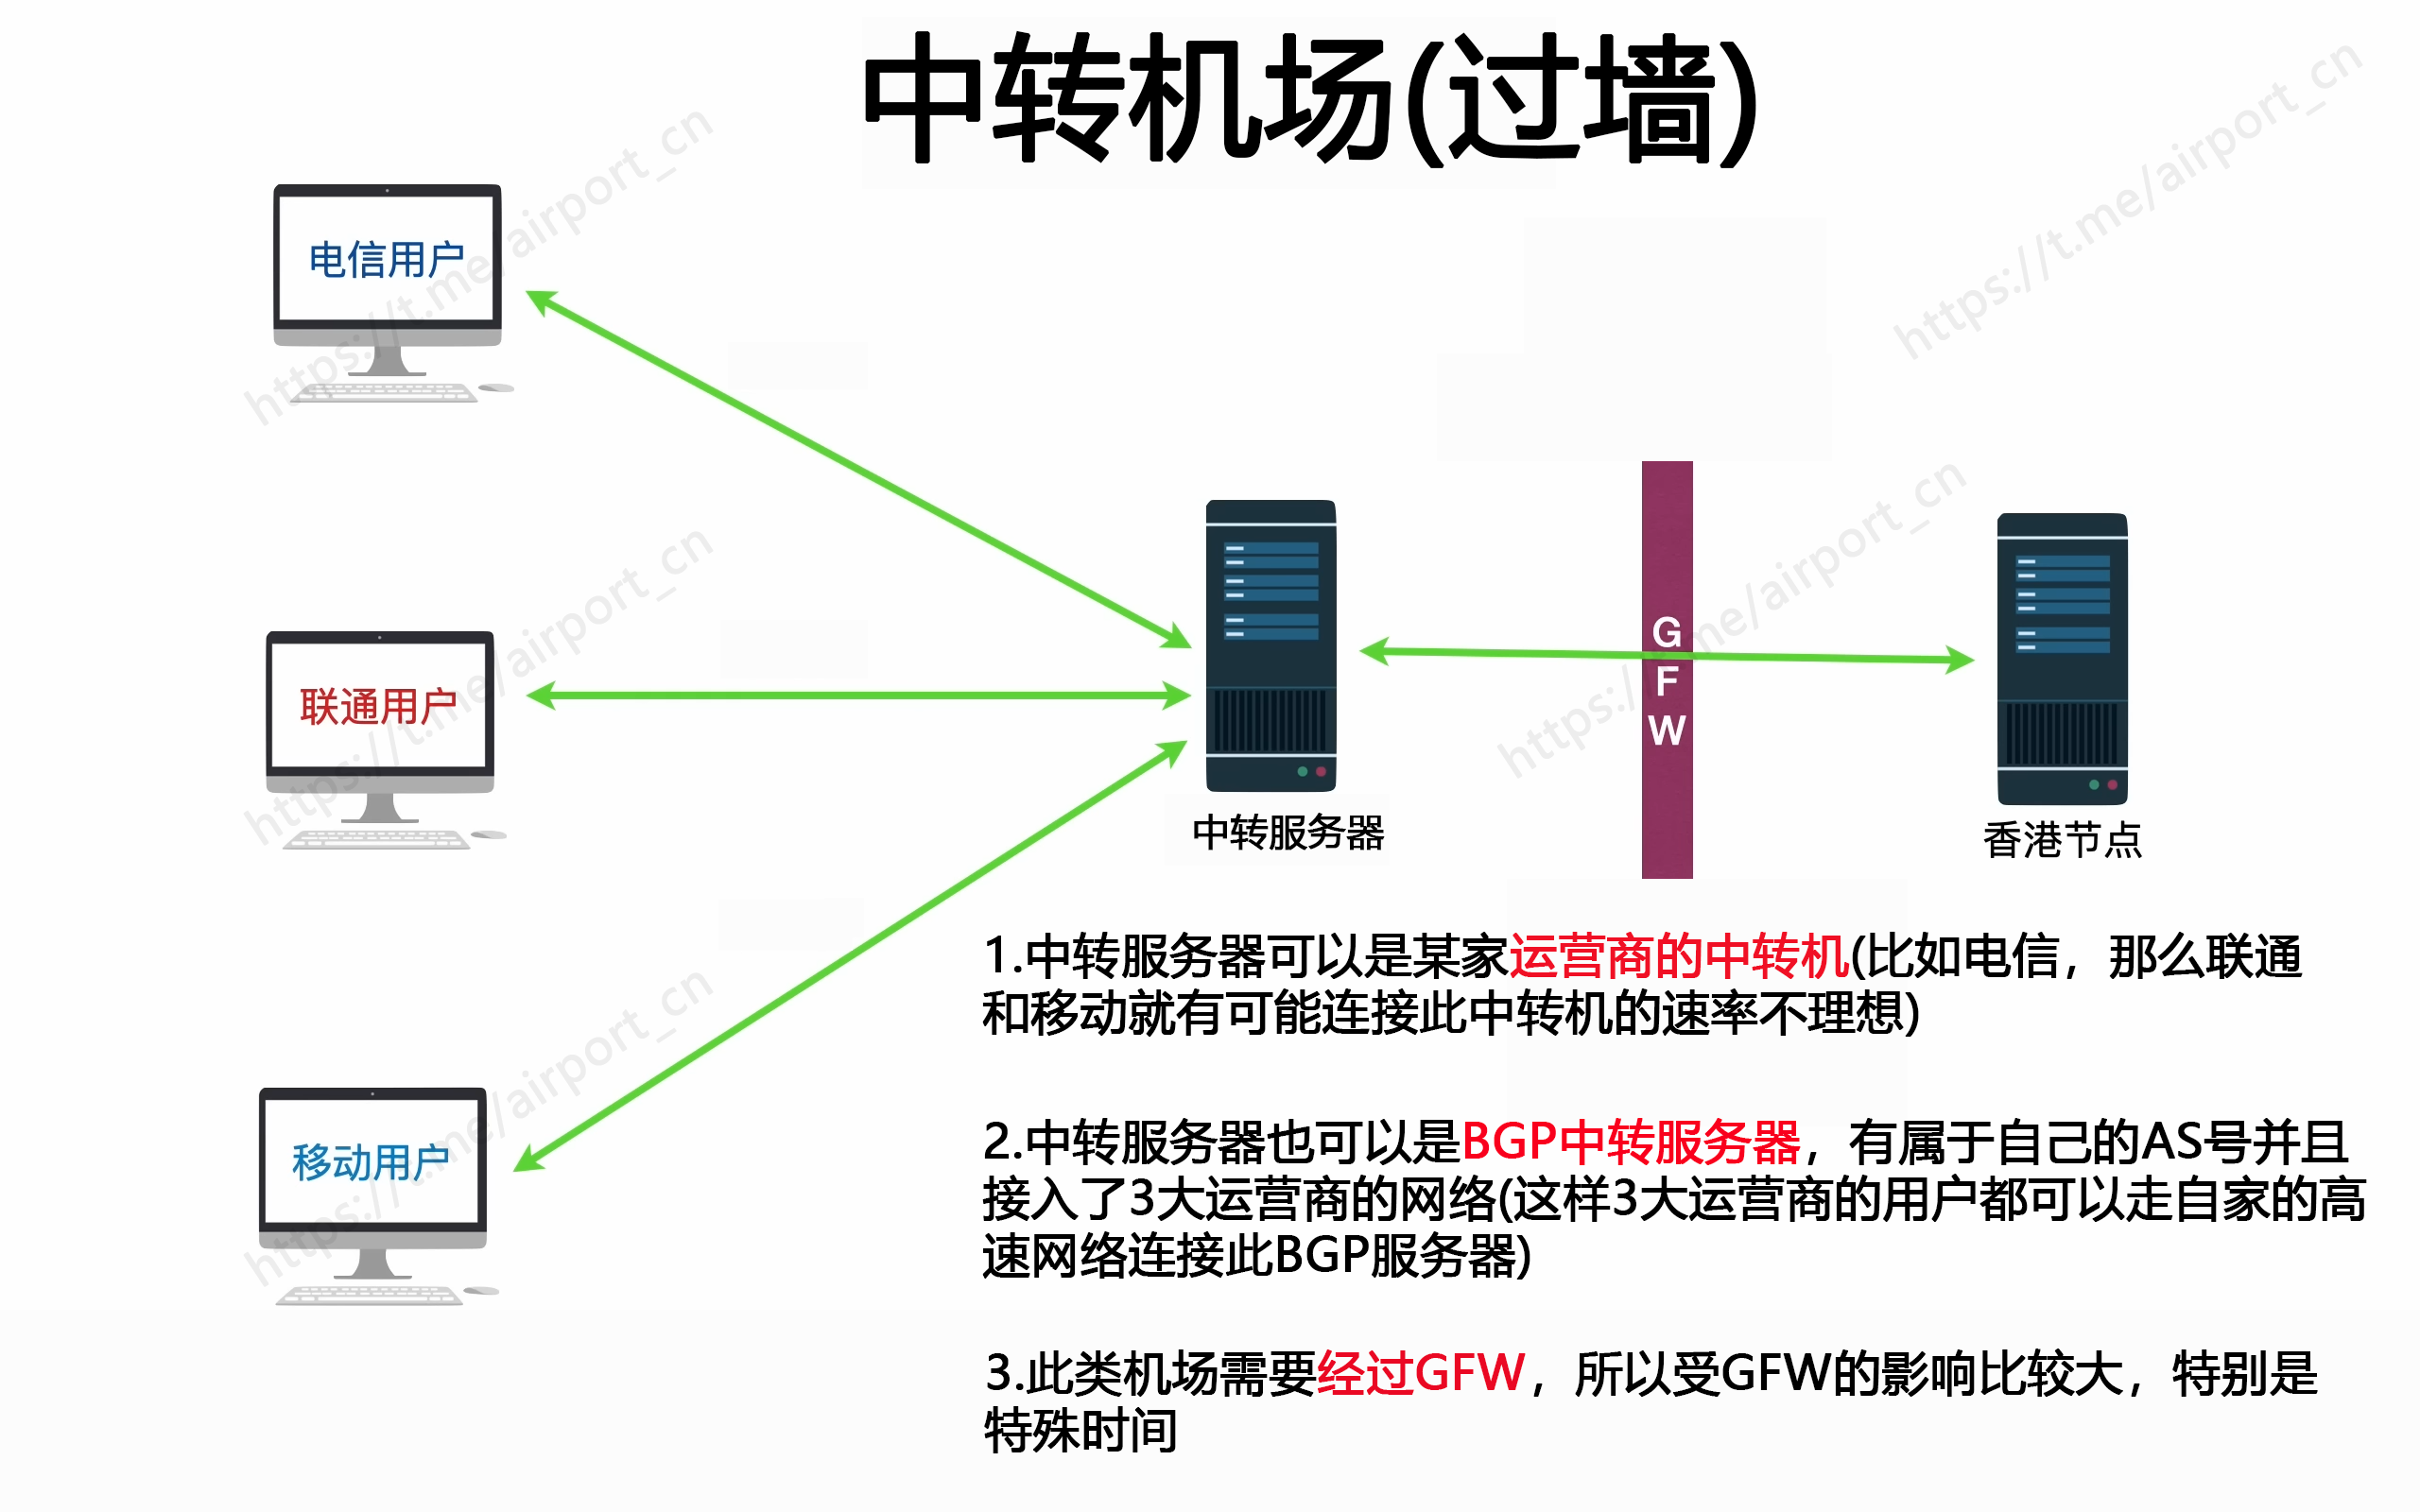 中转机场(过墙)
https://t.me/airport_cn
https://t.me/airport_cn
电信用户
https://t.me/airport_cn
https://t.me/airport_cn
联通用户
G
F
W
中转服务器
香港节点
1.中转服务器可以是某家运营商的中转机(比如电信，那么联通
和移动就有可能连接此中转机的速率不理想)
https://t.me/airport_cn
移动用户
2.中转服务器也可以是BGP中转服务器，有属于自己的AS号并且
接入了3大运营商的网络(这样3大运营商的用户都可以走自家的高
速网络连接此BGP服务器)
3.此类机场需要经过GFW，所以受GFW的影响比较大，特别是
特殊时间